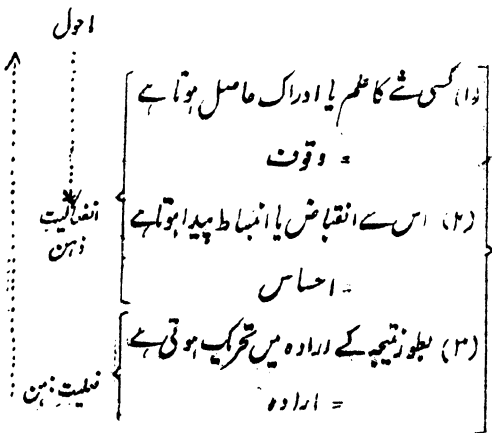 ماحول
(۱) کسی شے کا علم یا ادراک حاصل ہوتا ہے
= وقوف
(۲) اس سے انقباض یا انبساط پیدا ہوتا ہے
= احساس
انفعالیتِ
ذہن
(۳) بطور نتیجہ کے ارادہ میں تحریک ہوتی ہے
= ارادہ
فعلیتِ ذہن